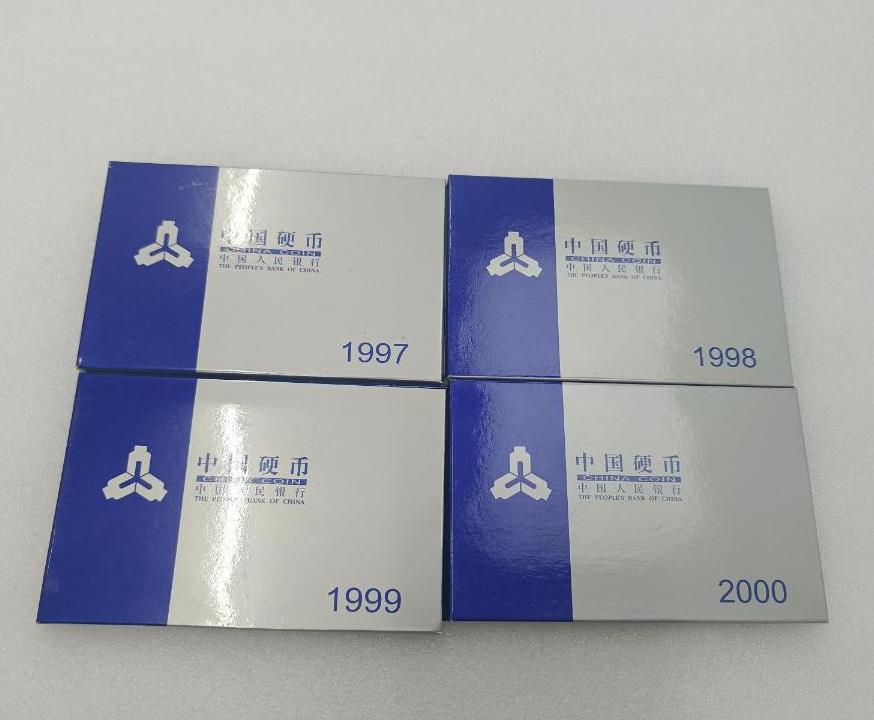 中国硬币
CHINA COIN
中国人民银行
THE PEOPLE'S BANK OF CHINA
1997
中国硬币
CHINA COIN
中国人民银行
THE PEOPLE'S BANK OF CHINA
1998
中国硬币
CHINA COIN
中国人民银行
THE PEOPLE'S BANK OF CHINA
1999
中国硬币
CHINA COIN
中国人民银行
THE PEOPLE'S BANK OF CHINA
2000